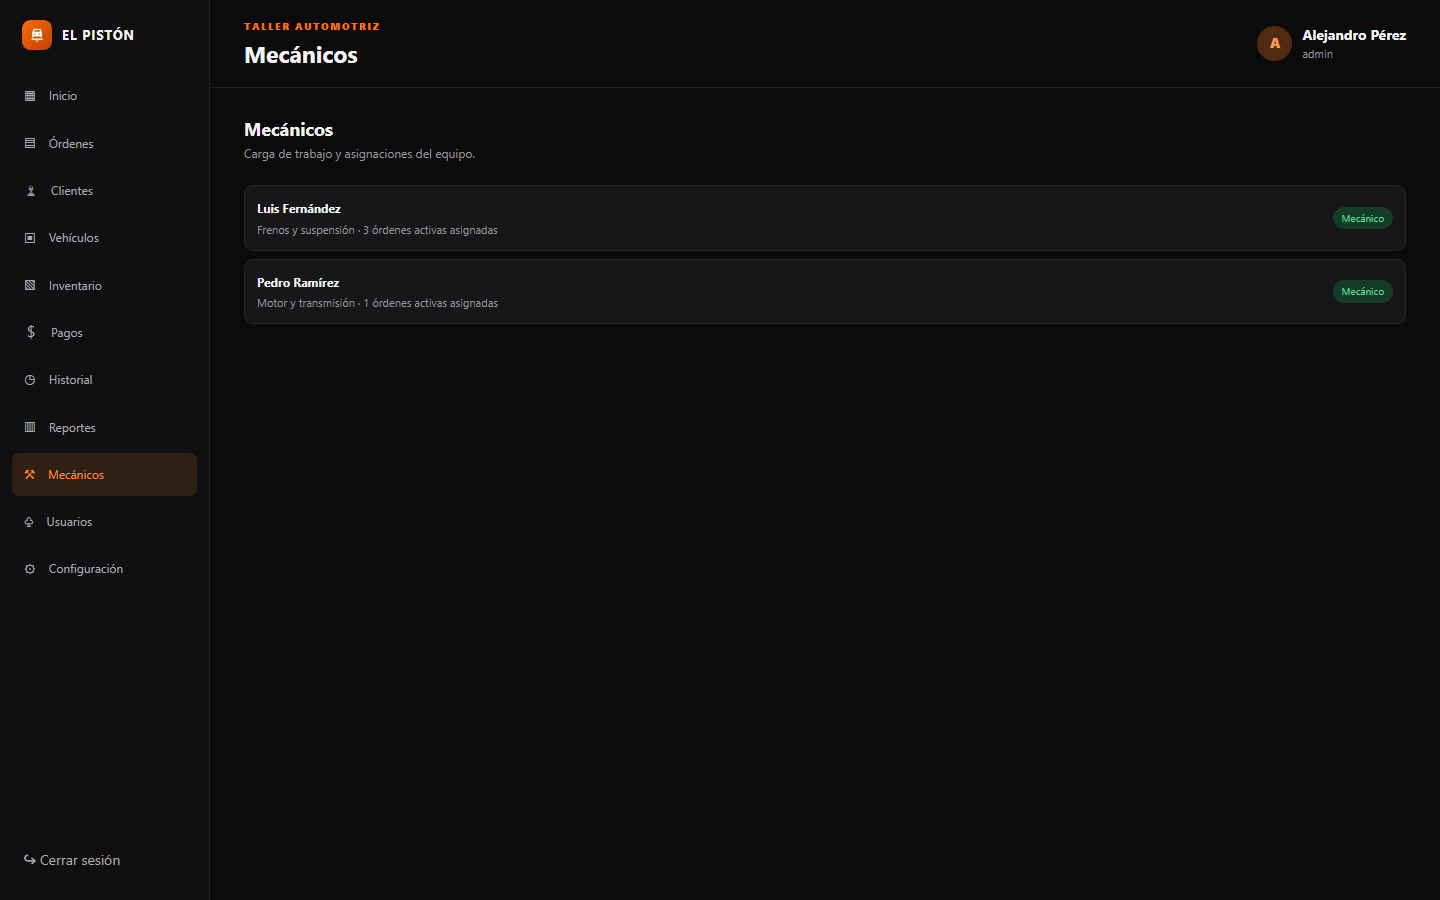 EL PISTÓN
Inicio
Órdenes
Clientes
Vehículos
Inventario
$ Pagos
Historial
Reportes
Mecánicos
Usuarios
Configuración
Cerrar sesión
TALLER AUTOMOTRIZ
Mecánicos
A
Alejandro Pérez
admin
Mecánicos
Carga de trabajo y asignaciones del equipo.
Luis Fernández
Frenos y suspensión · 3 órdenes activas asignadas
Mecánico
Pedro Ramírez
Motor y transmisión · 1 órdenes activas asignadas
Mecánico